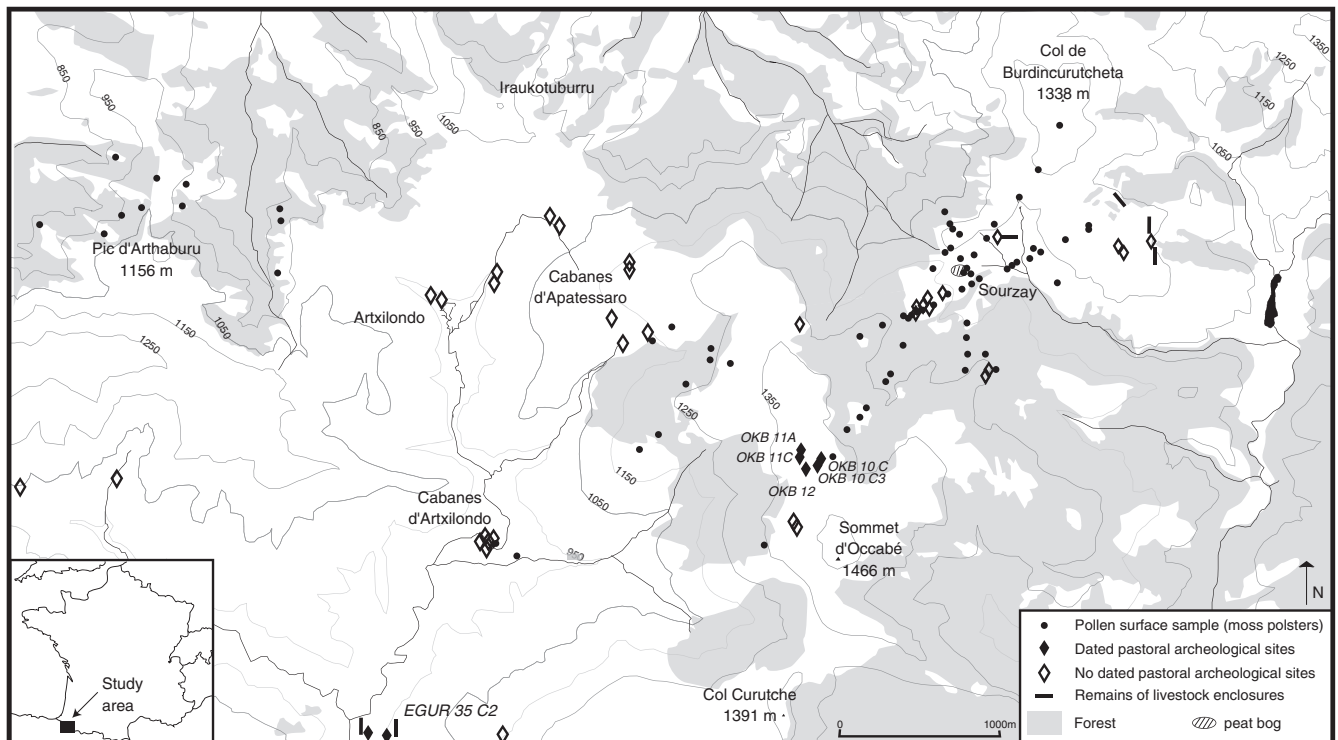 Col de
Burdincurutcheta
1338 m
1350
1250
1150
1050
850
950
850
950
1050
Iraukotuburru
Pic d'Arthaburu
1156 m
1150
1050
1250
Cabanes
d'Apatessaro
Artxilondo
Sourzay
1350
1250
1150
1050
950
OKB 11A
OKB 11C
OKB 10 C
OKB 10 C3
OKB 12
Cabanes
d'Artxilondo
Sommet
d'Occabé
1466 m
Col Curutche
1391 m
EGUR 35 C2
Study
area
0
1000m
N
Pollen surface sample (moss polsters)
Dated pastoral archeological sites
No dated pastoral archeological sites
Remains of livestock enclosures
Forest
peat bog